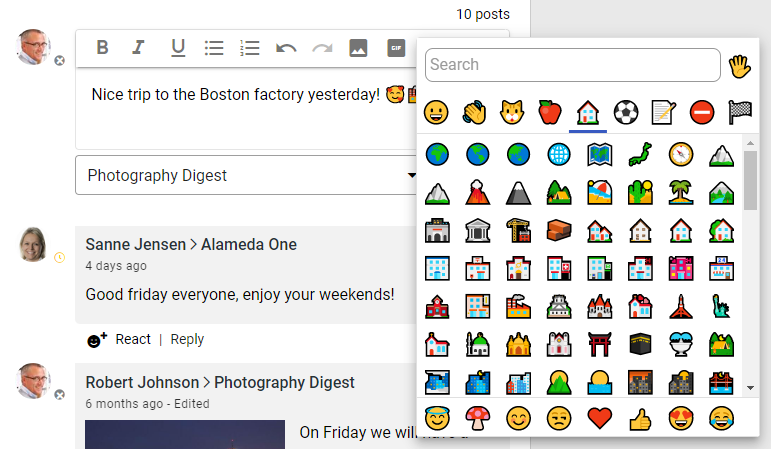 10 posts
B I U
GIF
Search
Nice trip to the Boston factory yesterday!
Photography Digest
Sanne Jensen > Alameda One
4 days ago
Good friday everyone, enjoy your weekends!
React | Reply
Robert Johnson > Photography Digest
6 months ago - Edited
On Friday we will have a